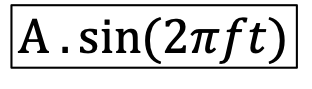 A . sin(2πft)